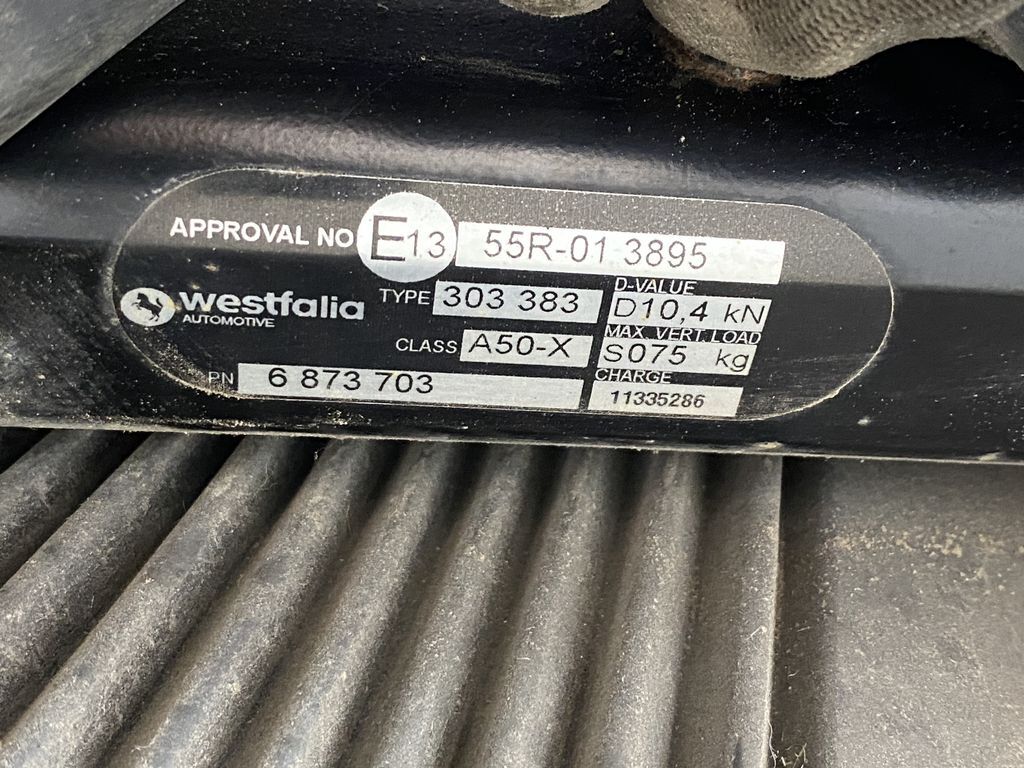 APPROVAL NO E13 55R-01 3895
westfalia
AUTOMOTIVE
TYPE 303 383
D-VALUE
D10,4 kN
CLASS A50-X
MAX. VERT. LOAD
S075 kg
PN 6 873 703
CHARGE
11335286